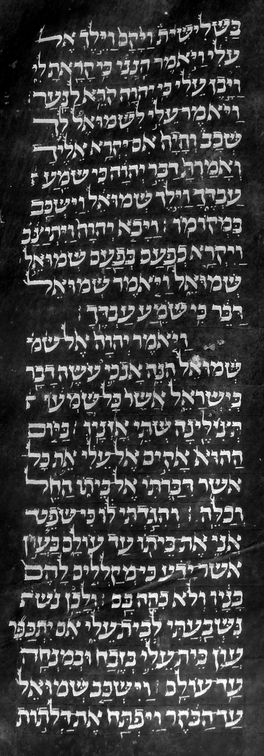 בשלישית ויקם וילך אל
עלי ויאמר הנני כי קראת לי
ויבן עלי כי יהוה קרא לנער
ויאמר עלי לשמואל לך
שכב והיה אם יקרא אליך
ואמרת דבר יהוה כי שמע
עבדך וילך שמואל וישכב
במקומו : ויבא יהוה ויתיצב
ויקרא כפעם בפעם שמואל
שמואל ויאמר שמואל
דבר כי שמע עבדך :
ויאמר יהוה אל שמ
שמואל הנה אנכי עשה דבר
בישראל אשר כל שמעו
תצלינה שתי אזניו : ביום
ההוא אקים אל עלי את כל
אשר דברתי אל ביתו החל
וכלה : והגדתי לו כי שפט
אני את ביתו עד עולם בעון
אשר ידע כי מקללים להם
בניו ולא כהה בם : ולכן נשׁת
נשבעתי לבית עלי אם יתכפר
עון בית עלי בזבח ובמנחה
עד עולם : וישכב שמואל
עד הבקר ויפתח את דלתות